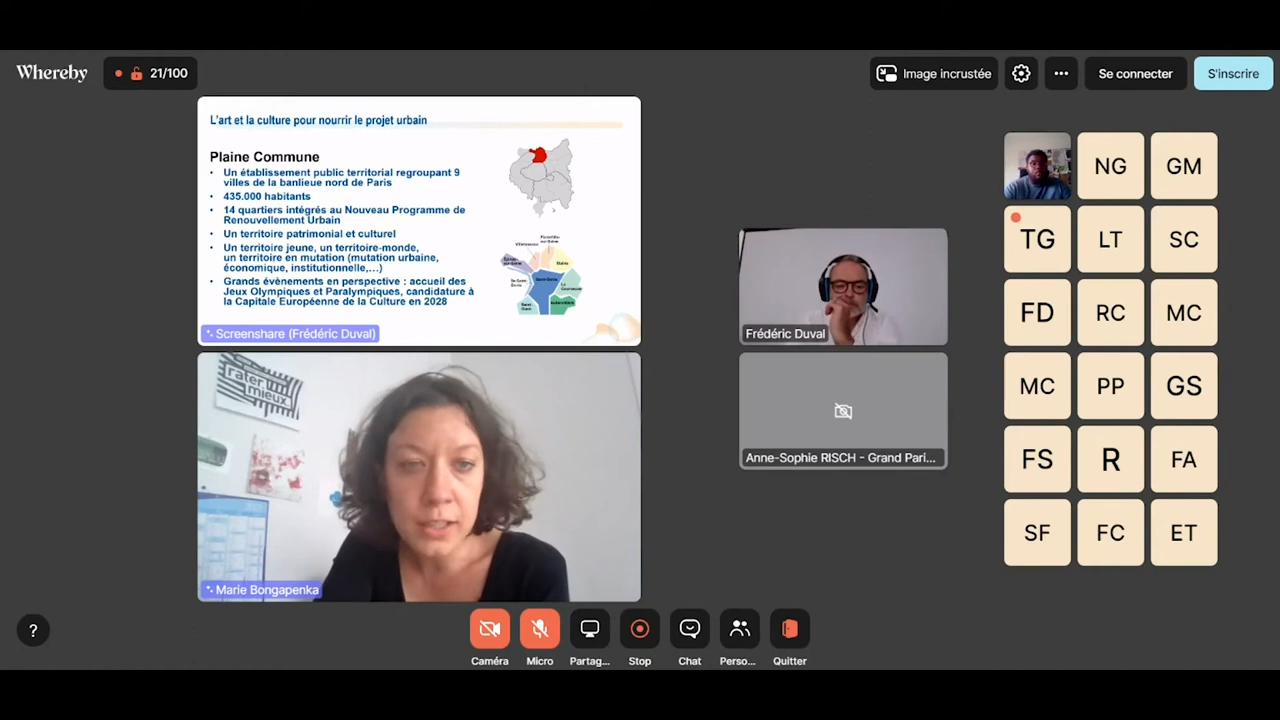 Whereby
21/100
Image incrustée
Se connecter
S'inscrire
L'art et la culture pour nourrir le projet urbain
Plaine Commune
• Un établissement public territorial regroupant 9
villes de la banlieue nord de Paris
• 435.000 habitants
• 14 quartiers intégrés au Nouveau Programme de
Renouvellement Urbain
• Un territoire patrimonial et culturel
• Un territoire jeune, un territoire-monde,
un territoire en mutation (mutation urbaine,
économique, institutionnelle,...)
• Grands évènements en perspective : accueil des
Jeux Olympiques et Paralympiques, candidature à
la Capitale Européenne de la Culture en 2028
Villetaneuse
Stains
Saint-Denis
Screenshare (Frédéric Duval)
rater
mieux
Marie Bongapenka
Frédéric Duval
Anne-Sophie RISCH - Grand Pari...
NG
GM
TG
LT
SC
FD
RC
MC
MC
PP
GS
FS
R
FA
SF
FC
ET
?
Caméra
Micro
Partag...
Stop
Chat
Perso...
Quitter